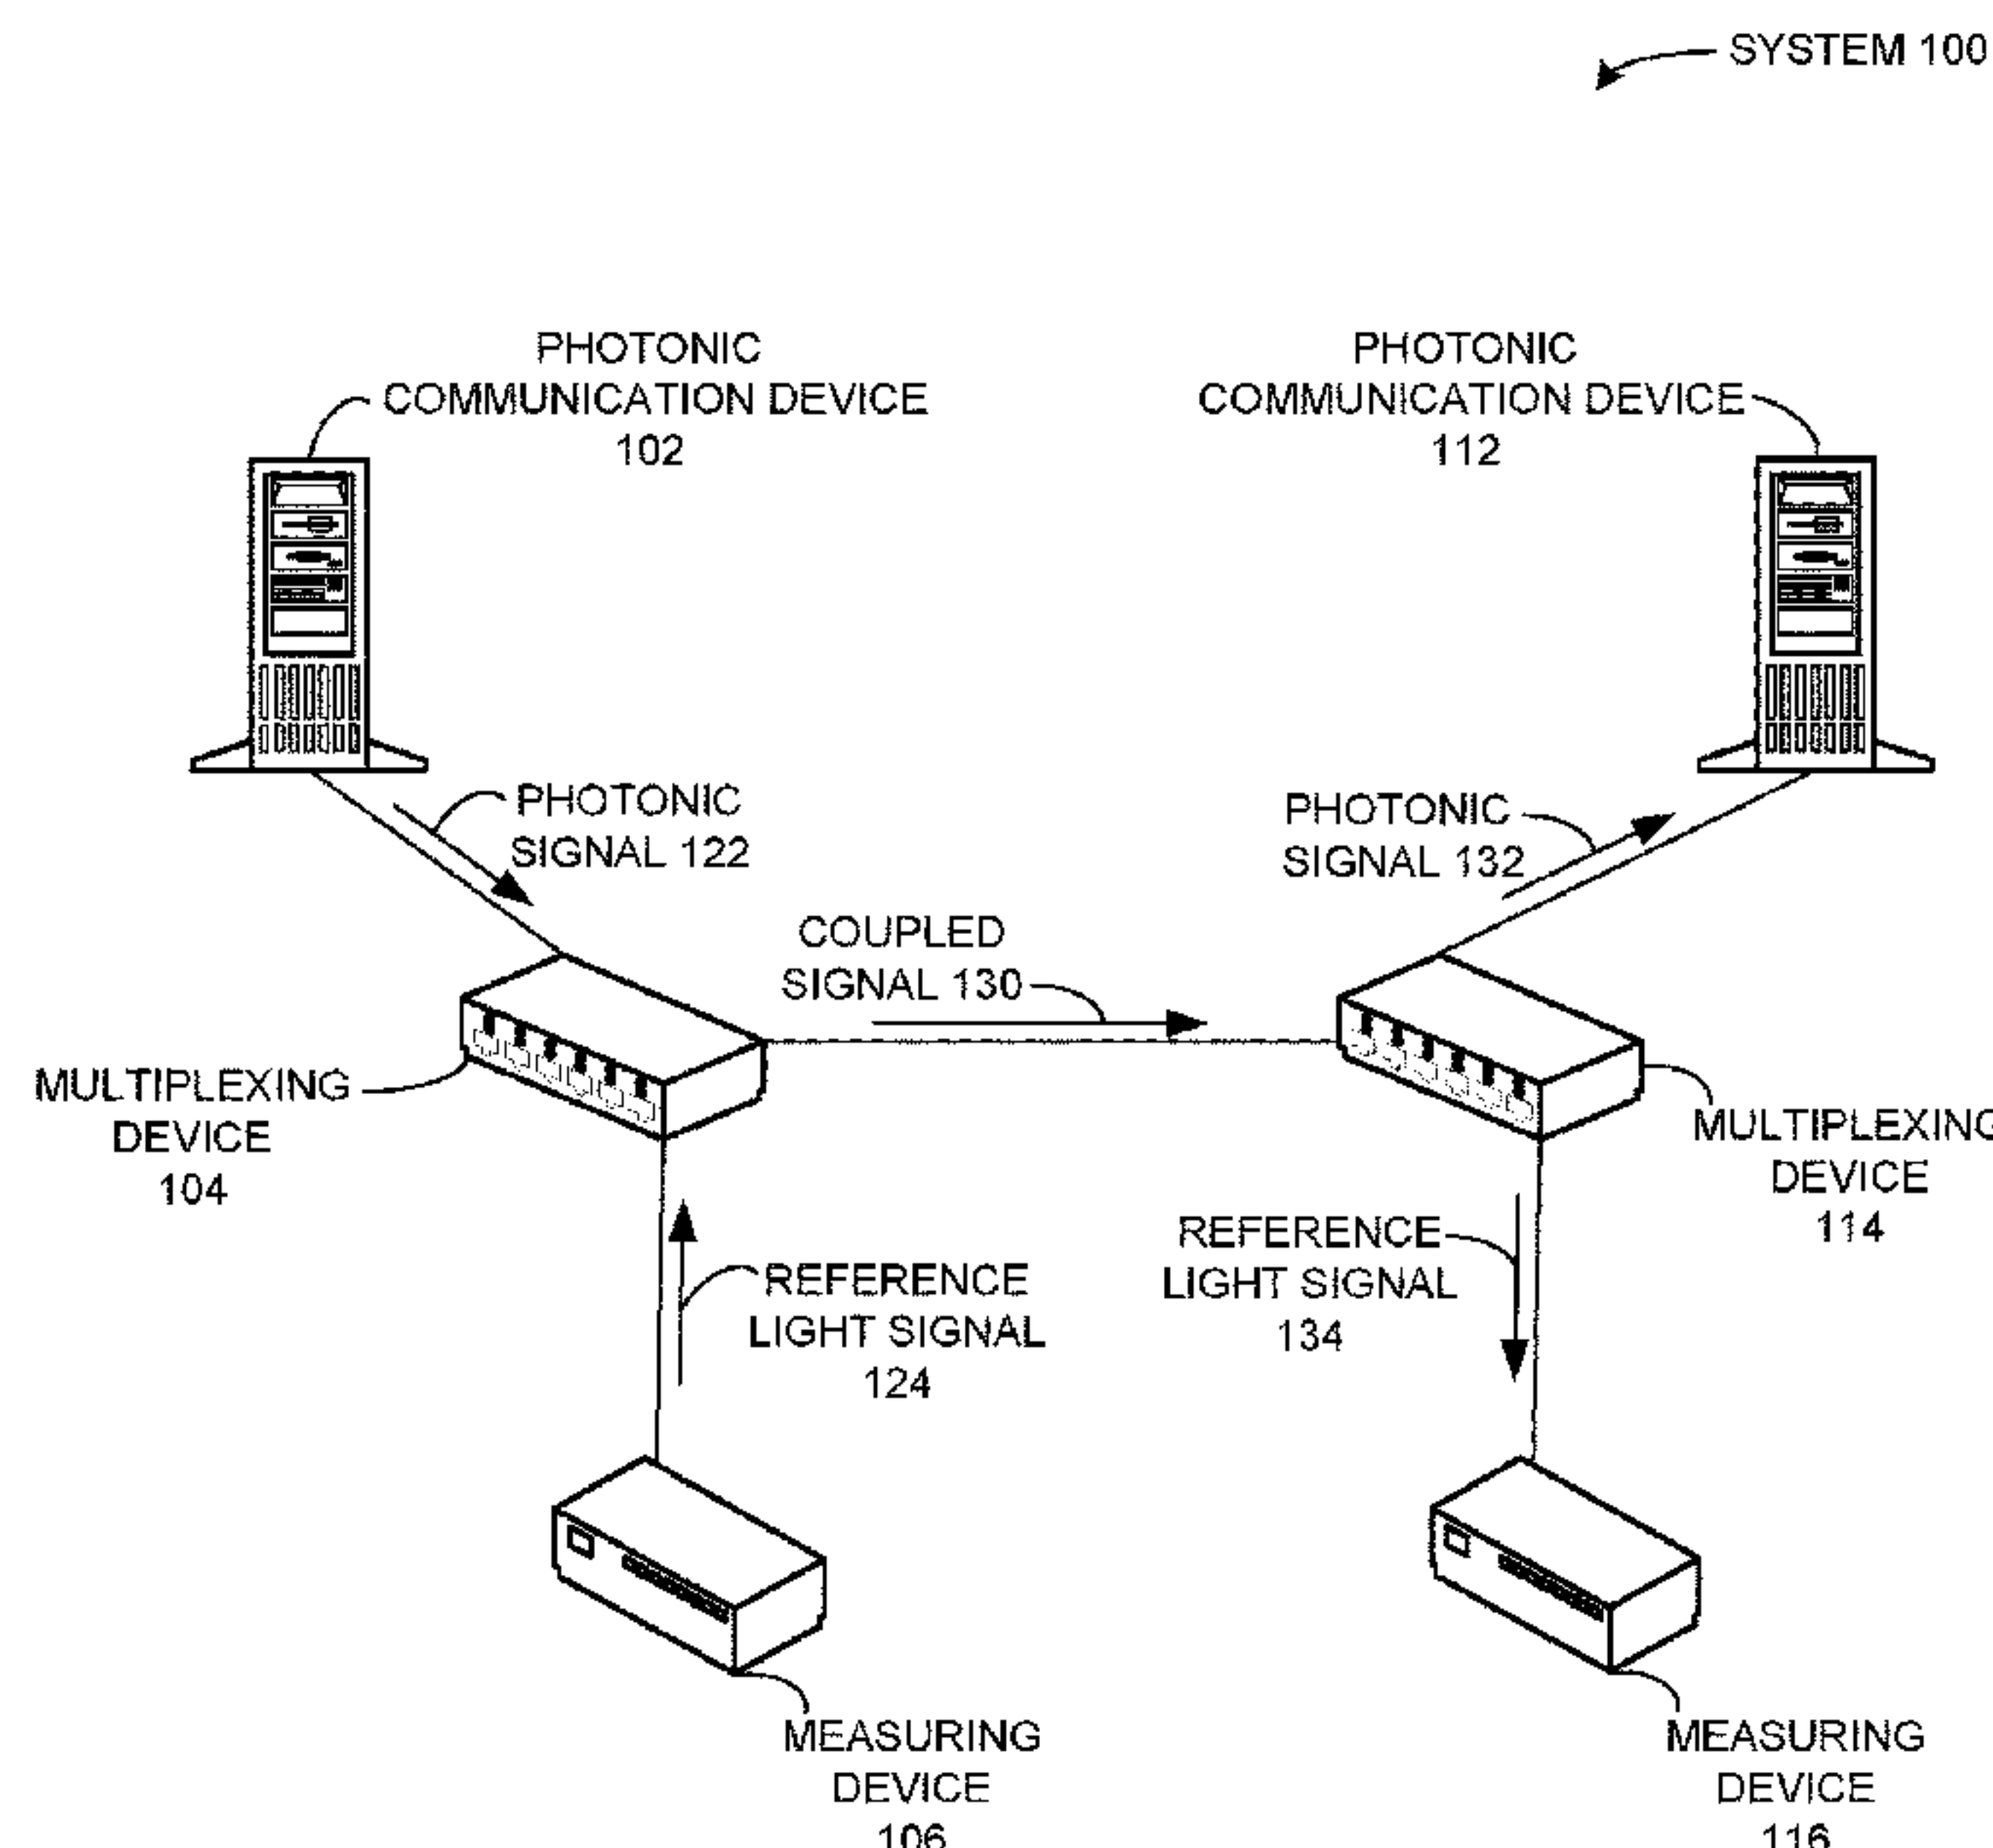 SYSTEM 100
PHOTONIC
COMMUNICATION DEVICE
102
PHOTONIC
COMMUNICATION DEVICE
112
PHOTONIC
SIGNAL 122
PHOTONIC
SIGNAL 132
COUPLED
SIGNAL 130
MULTIPLEXING
DEVICE
104
MULTIPLEXING
DEVICE
114
REFERENCE
LIGHT SIGNAL
124
REFERENCE
LIGHT SIGNAL
134
MEASURING
DEVICE
106
MEASURING
DEVICE
116